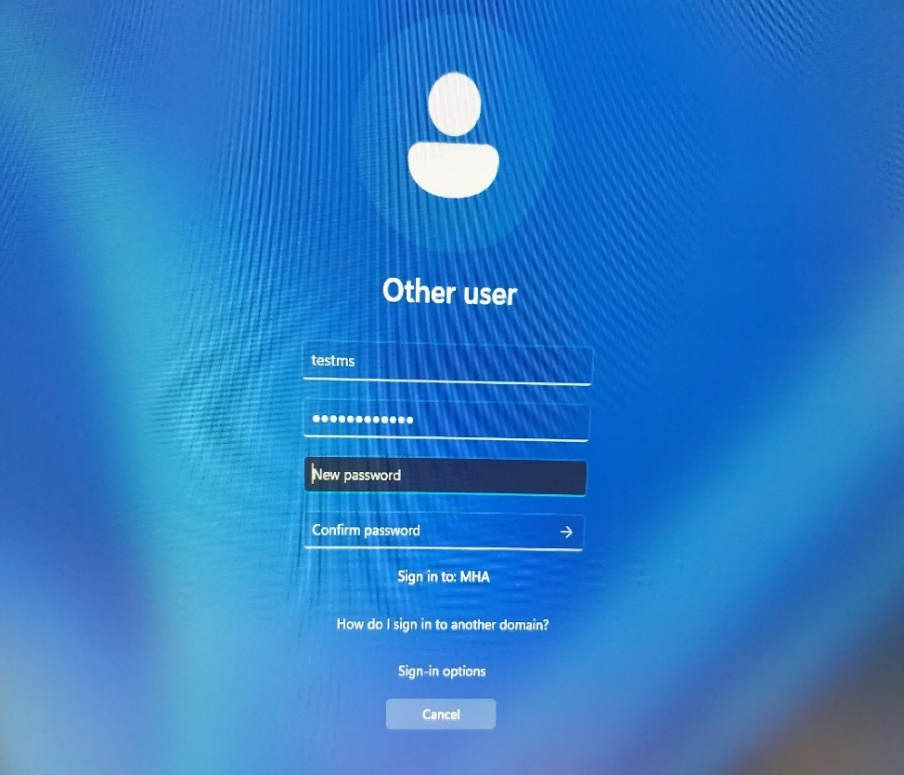 Other user
testms
••••••••••••
New password
Confirm password
Sign in to: MHA
How do I sign in to another domain?
Sign-in options
Cancel